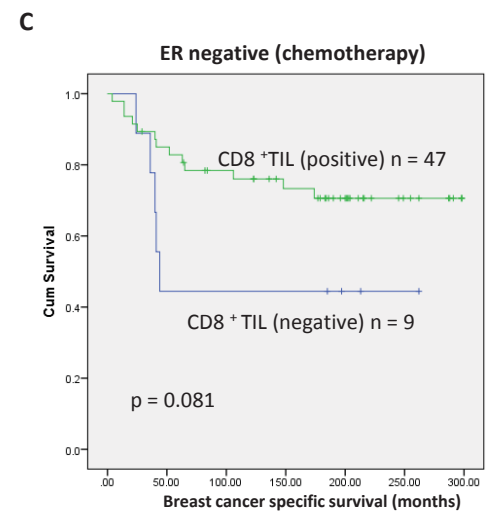 C
ER negative (chemotherapy)
1.0
CD8 +TIL (positive) n = 47
0.8
0.6
Cum Survival
0.4
CD8 + TIL (negative) n = 9
0.2
p = 0.081
0.0
.00 50.00 100.00 150.00 200.00 250.00 300.00
Breast cancer specific survival (months)